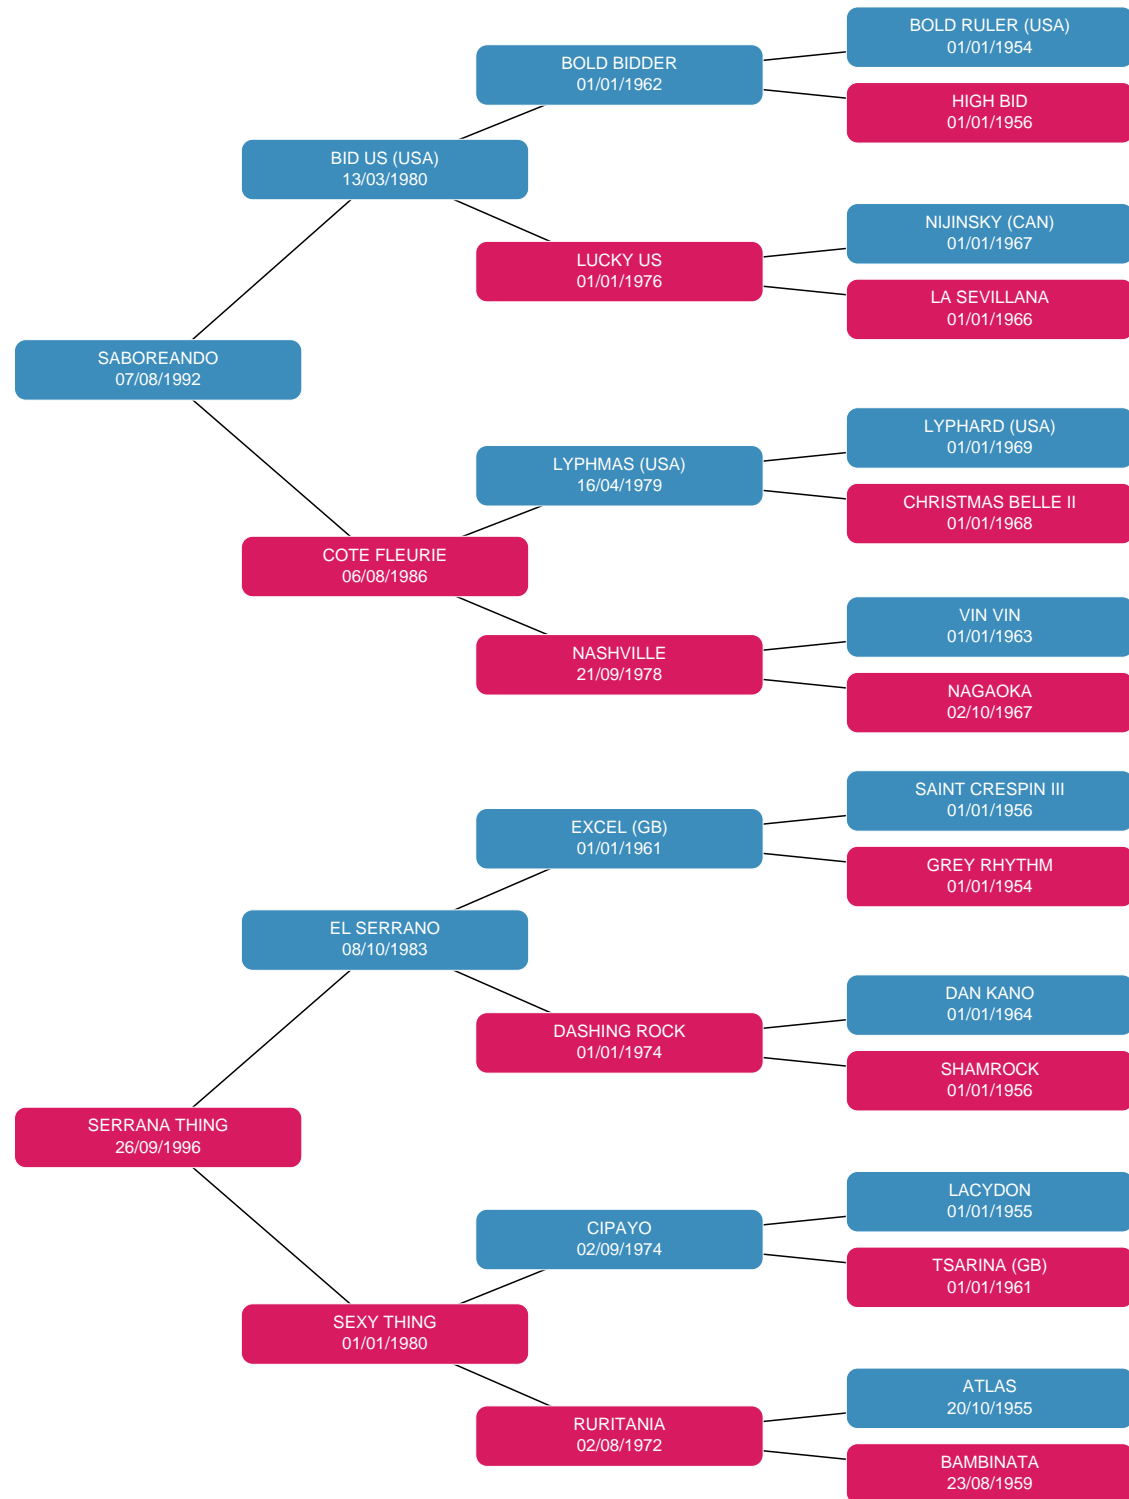 BOLD RULER (USA)
01/01/1954
BOLD BIDDER
01/01/1962
HIGH BID
01/01/1956
BID US (USA)
13/03/1980
NIJINSKY (CAN)
01/01/1967
LUCKY US
01/01/1976
LA SEVILLANA
01/01/1966
SABOREANDO
07/08/1992
LYPHARD (USA)
01/01/1969
LYPHMAS (USA)
16/04/1979
CHRISTMAS BELLE II
01/01/1968
COTE FLEURIE
06/08/1986
VIN VIN
01/01/1963
NASHVILLE
21/09/1978
NAGAOKA
02/10/1967
SAINT CRESPIN III
01/01/1956
EXCEL (GB)
01/01/1961
GREY RHYTHM
01/01/1954
EL SERRANO
08/10/1983
DAN KANO
01/01/1964
DASHING ROCK
01/01/1974
SHAMROCK
01/01/1956
SERRANA THING
26/09/1996
LACYDON
01/01/1955
CIPAYO
02/09/1974
TSARINA (GB)
01/01/1961
SEXY THING
01/01/1980
ATLAS
20/10/1955
RURITANIA
02/08/1972
BAMBINATA
23/08/1959